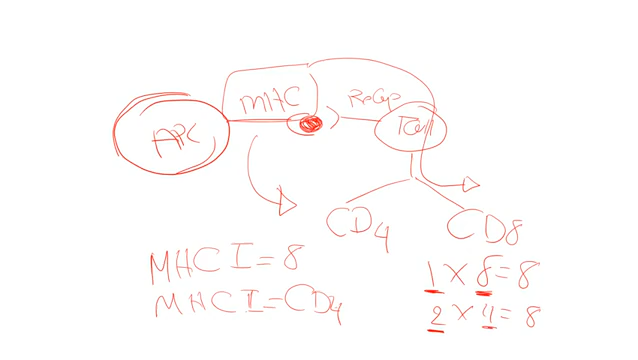 MHC Recep
APC T cell
CD4 CD8
MHC I = 8
MHC II = CD4
1 x 8 = 8
2 x 4 = 8